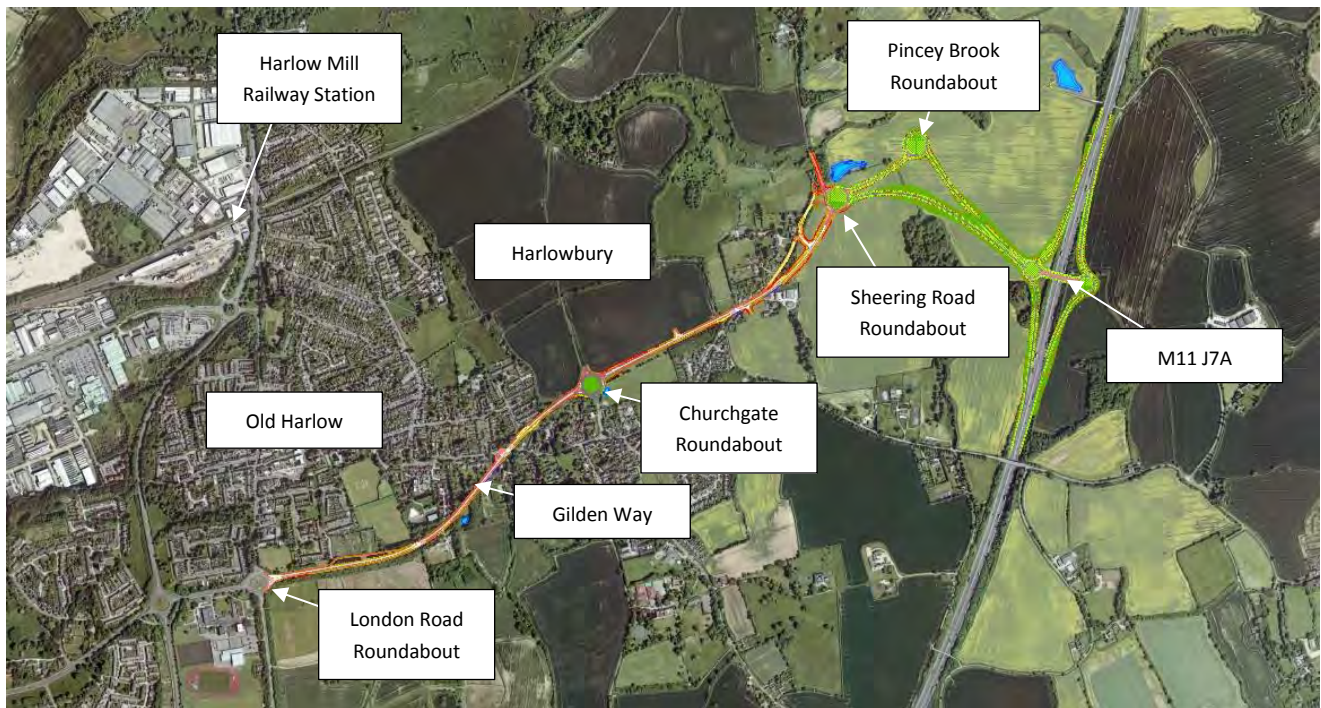 Pincey Brook
Roundabout
Harlow Mill
Railway Station
Harlowbury
Sheering Road
Roundabout
M11 J7A
Churchgate
Roundabout
Old Harlow
Gilden Way
London Road
Roundabout